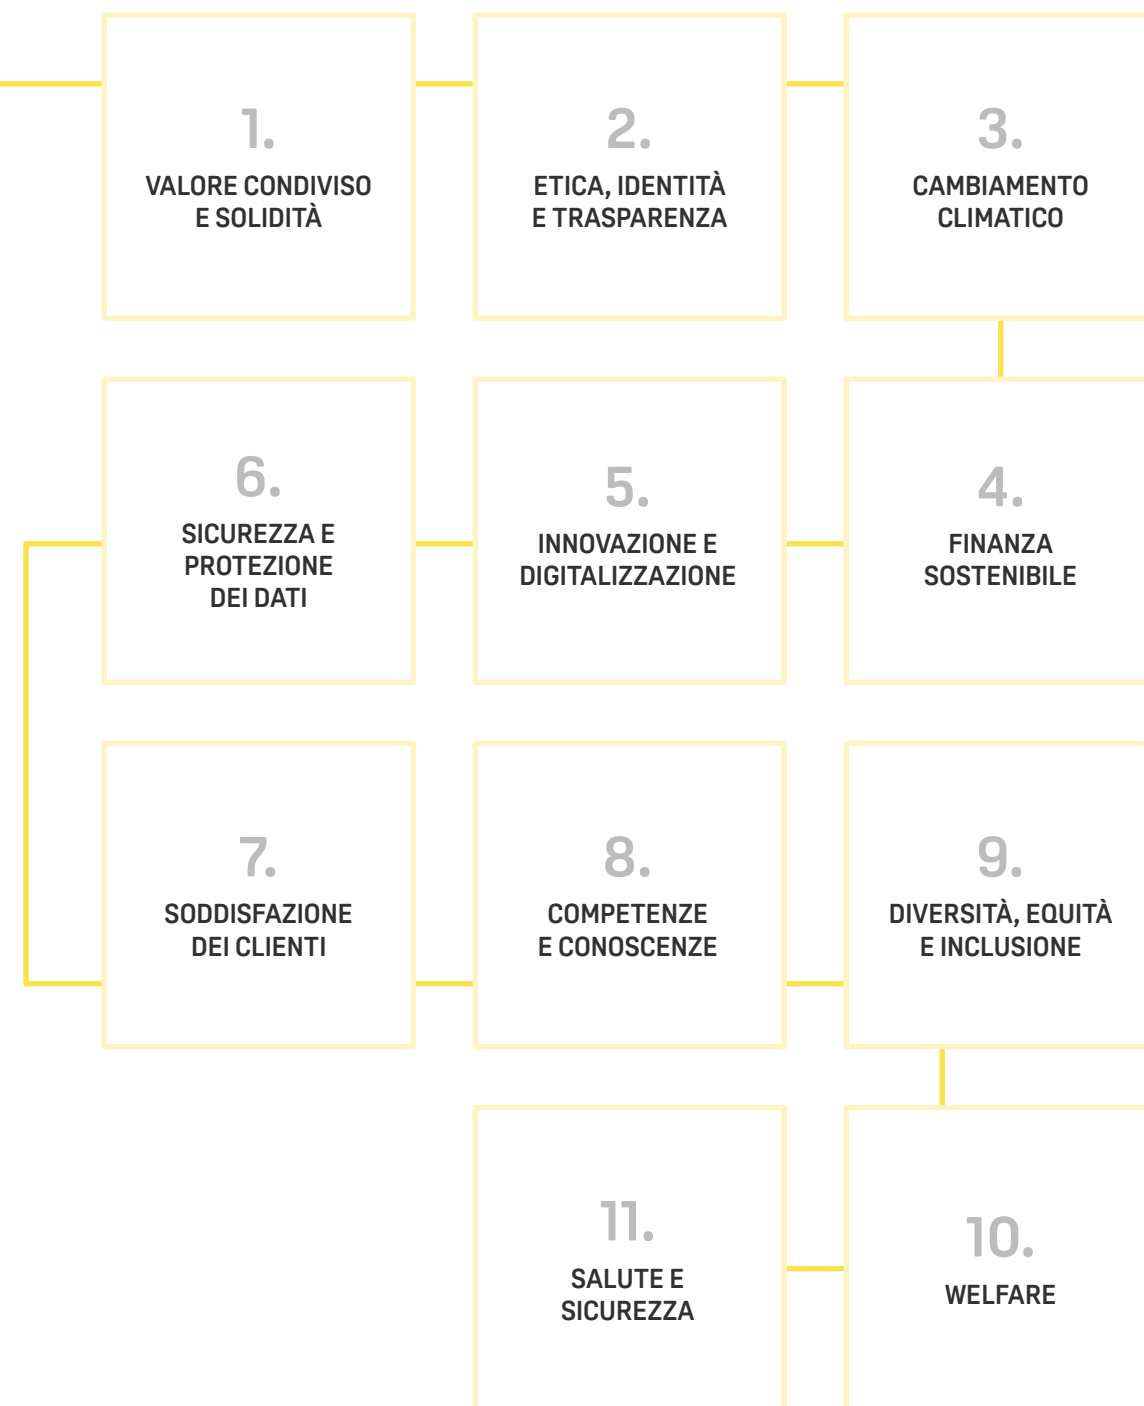 1.
VALORE CONDIVISO
E SOLIDITÀ
2.
ETICA, IDENTITÀ
E TRASPARENZA
3.
CAMBIAMENTO
CLIMATICO
4.
FINANZA
SOSTENIBILE
5.
INNOVAZIONE E
DIGITALIZZAZIONE
6.
SICUREZZA E
PROTEZIONE
DEI DATI
7.
SODDISFAZIONE
DEI CLIENTI
8.
COMPETENZE
E CONOSCENZE
9.
DIVERSITÀ, EQUITÀ
E INCLUSIONE
10.
WELFARE
11.
SALUTE E
SICUREZZA